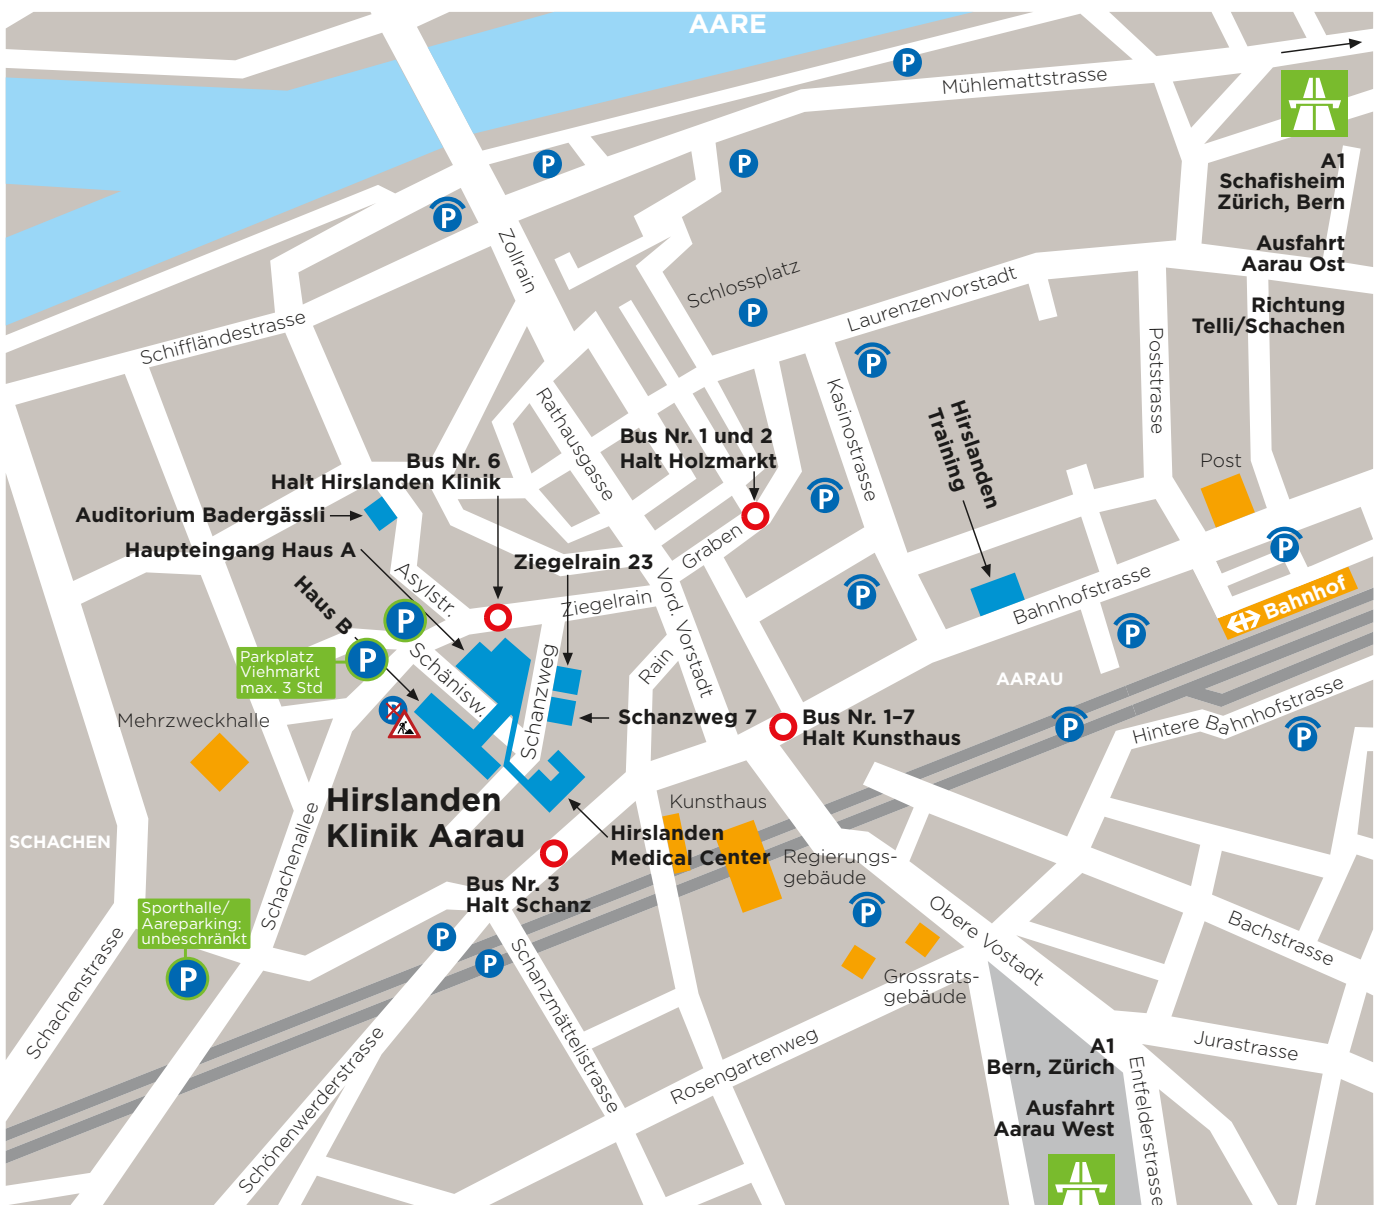 AARE
Mühlemattstrasse
A1
Schafisheim
Zürich, Bern
Ausfahrt
Aarau Ost
Richtung
Telli/Schachen
P
P
P
P
Zollrain
Schlossplatz
P
Laurenzenvorstadt
Schiffländestrasse
P
Poststrasse
Kasinostrasse
Rathausgasse
Hirslanden
Training
Bus Nr. 1 und 2
Halt Holzmarkt
Bus Nr. 6
Halt Hirslanden Klinik
Post
P
Auditorium Badergässli
Haupteingang Haus A
Graben
P
Ziegelrain 23
Asylstr.
Haus B
Ziegelrain
Vord. Vorstadt
P
Bahnhofstrasse
Bahnhof
P
P
P
Parkplatz
Viehmarkt
max. 3 Std
Schänisw.
Schanzweg
Rain
AARAU
Mehrzweckhalle
Schanzweg 7
Bus Nr. 1–7
Halt Kunsthaus
P
Hintere Bahnhofstrasse
P
Hirslanden
Klinik Aarau
Kunsthaus
SCHACHEN
Schachenallee
Hirslanden
Medical Center
Regierungs-
gebäude
Bus Nr. 3
Halt Schanz
Sporthalle/
Aareparking:
unbeschränkt
P
P
P
P
Schachenstrasse
Obere Vostadt
Bachstrasse
Grossrats-
gebäude
Schanzmättelistrasse
Schönenwerderstrasse
Rosengartenweg
A1
Bern, Zürich
Ausfahrt
Aarau West
Jurastrasse
Entfelderstrasse